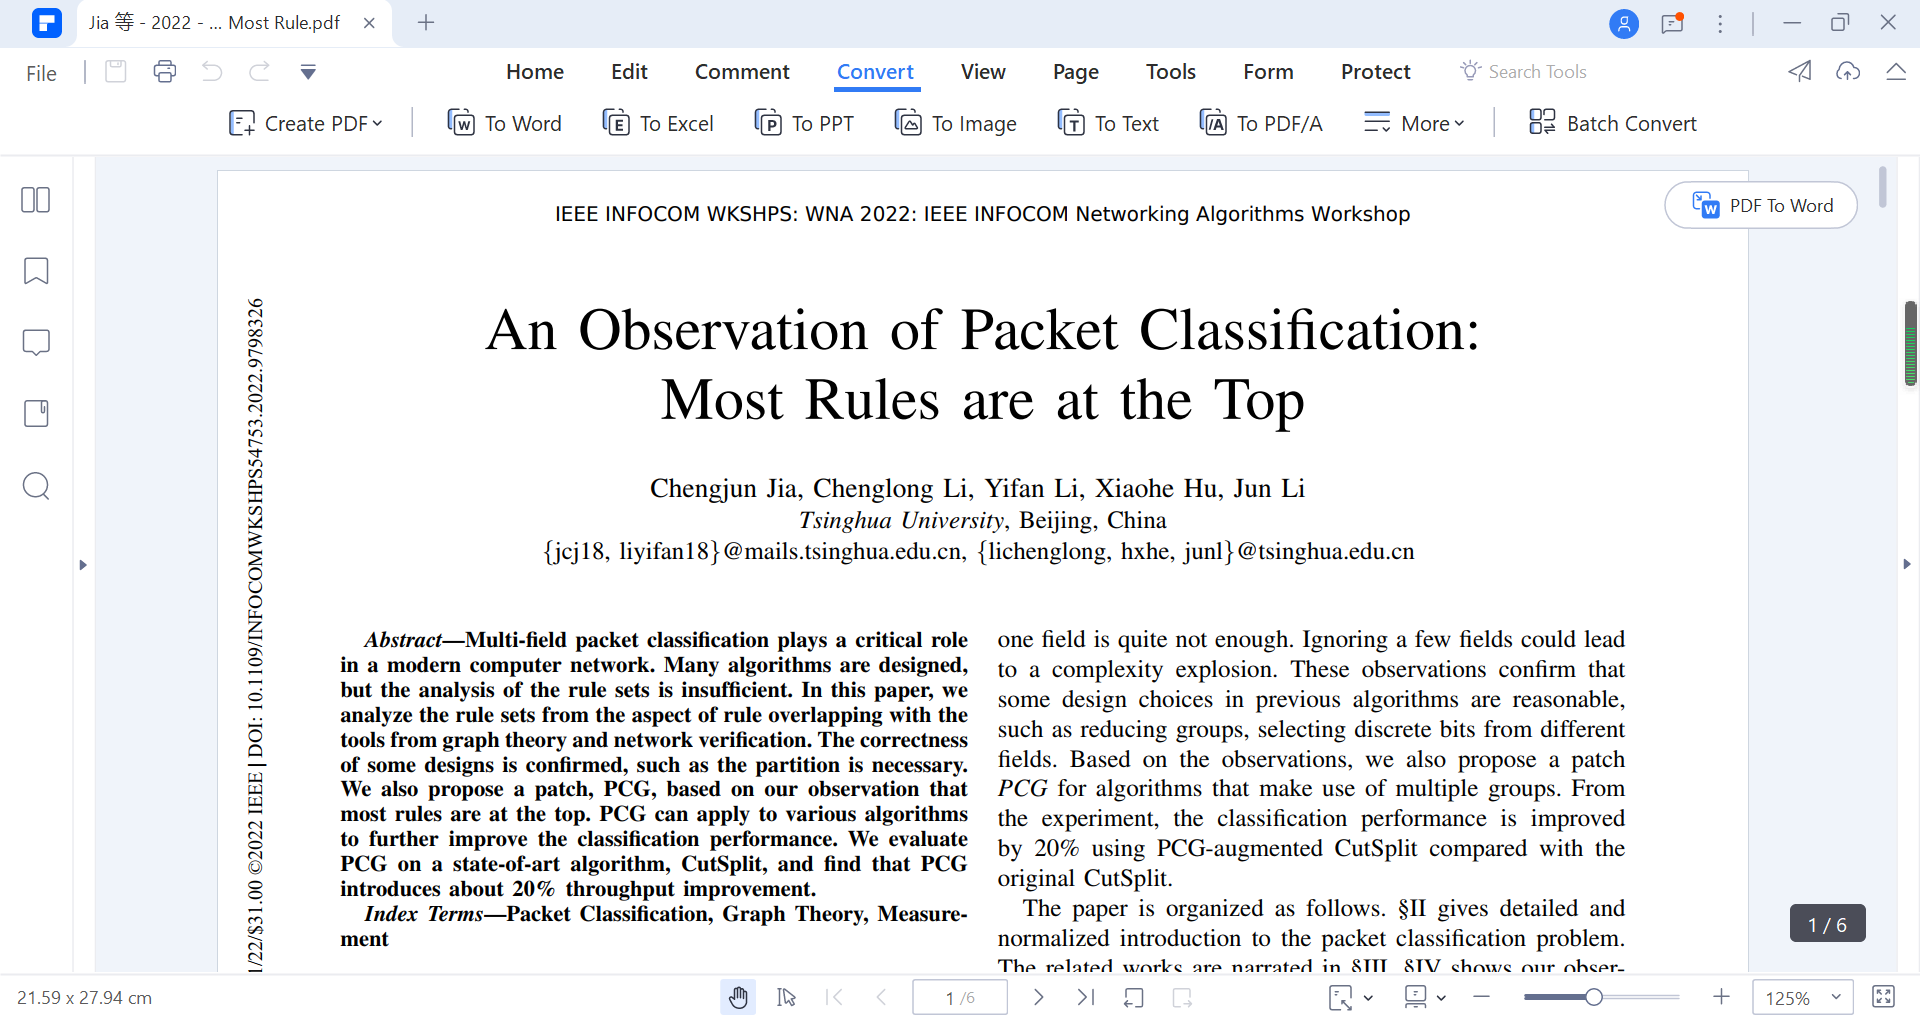 Jia 等 - 2022 - ... Most Rule.pdf
File
Home Edit Comment Convert View Page Tools Form Protect Search Tools
Create PDF To Word To Excel To PPT To Image To Text To PDF/A More Batch Convert
PDF To Word
IEEE INFOCOM WKSHPS: WNA 2022: IEEE INFOCOM Networking Algorithms Workshop
An Observation of Packet Classification:
Most Rules are at the Top
Chengjun Jia, Chenglong Li, Yifan Li, Xiaohe Hu, Jun Li
Tsinghua University, Beijing, China
{jcj18, liyifan18}@mails.tsinghua.edu.cn, {lichenglong, hxhe, junl}@tsinghua.edu.cn
1/22/$31.00 ©2022 IEEE | DOI: 10.1109/INFOCOMWKSHPS54753.2022.9798326
Abstract—Multi-field packet classification plays a critical role
in a modern computer network. Many algorithms are designed,
but the analysis of the rule sets is insufficient. In this paper, we
analyze the rule sets from the aspect of rule overlapping with the
tools from graph theory and network verification. The correctness
of some designs is confirmed, such as the partition is necessary.
We also propose a patch, PCG, based on our observation that
most rules are at the top. PCG can apply to various algorithms
to further improve the classification performance. We evaluate
PCG on a state-of-art algorithm, CutSplit, and find that PCG
introduces about 20% throughput improvement.
Index Terms—Packet Classification, Graph Theory, Measure-
ment
one field is quite not enough. Ignoring a few fields could lead
to a complexity explosion. These observations confirm that
some design choices in previous algorithms are reasonable,
such as reducing groups, selecting discrete bits from different
fields. Based on the observations, we also propose a patch
PCG for algorithms that make use of multiple groups. From
the experiment, the classification performance is improved
by 20% using PCG-augmented CutSplit compared with the
original CutSplit.
The paper is organized as follows. §II gives detailed and
normalized introduction to the packet classification problem.
The related works are narrated in §III. §IV shows our obser-
1 / 6
21.59 x 27.94 cm
1 /6
125%